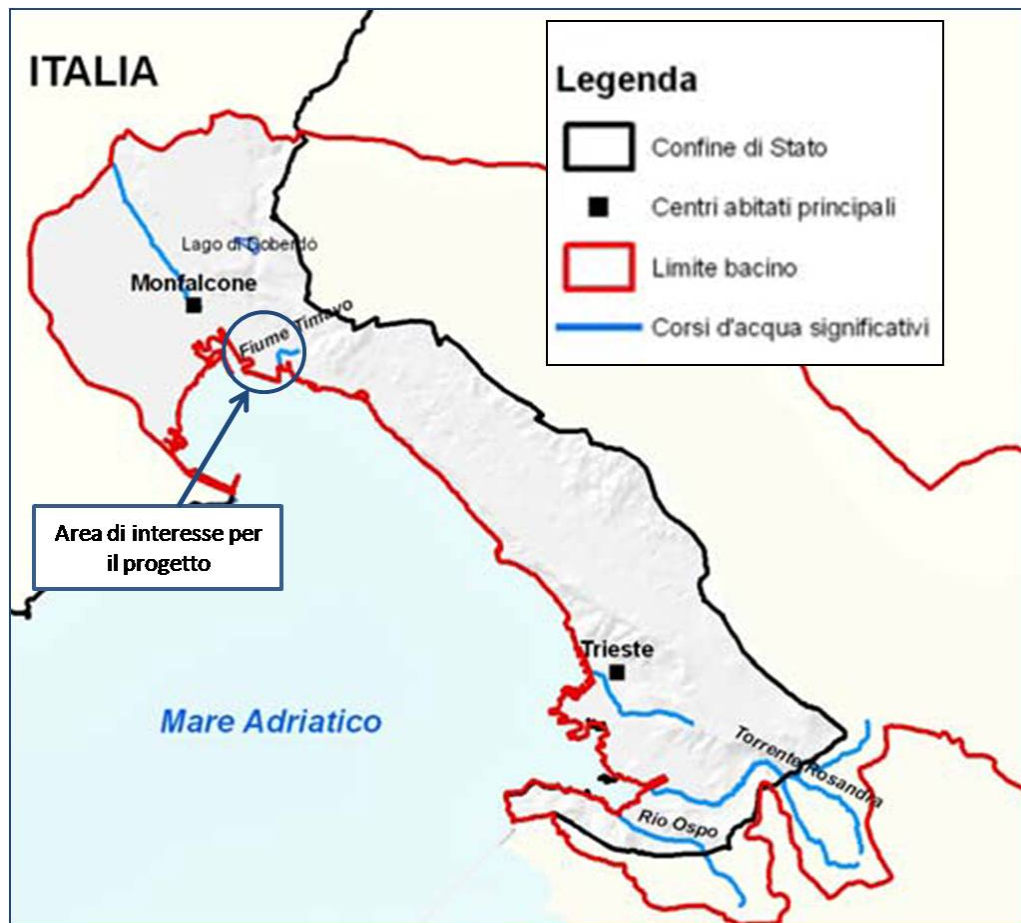 ITALIA
Legenda
Confine di Stato
Centri abitati principali
Limite bacino
Corsi d'acqua significativi
Lago di Doberdò
Monfalcone
Fiume Timavo
Area di interesse per
il progetto
Trieste
Mare Adriatico
Torrente Rosandra
Rio Ospo